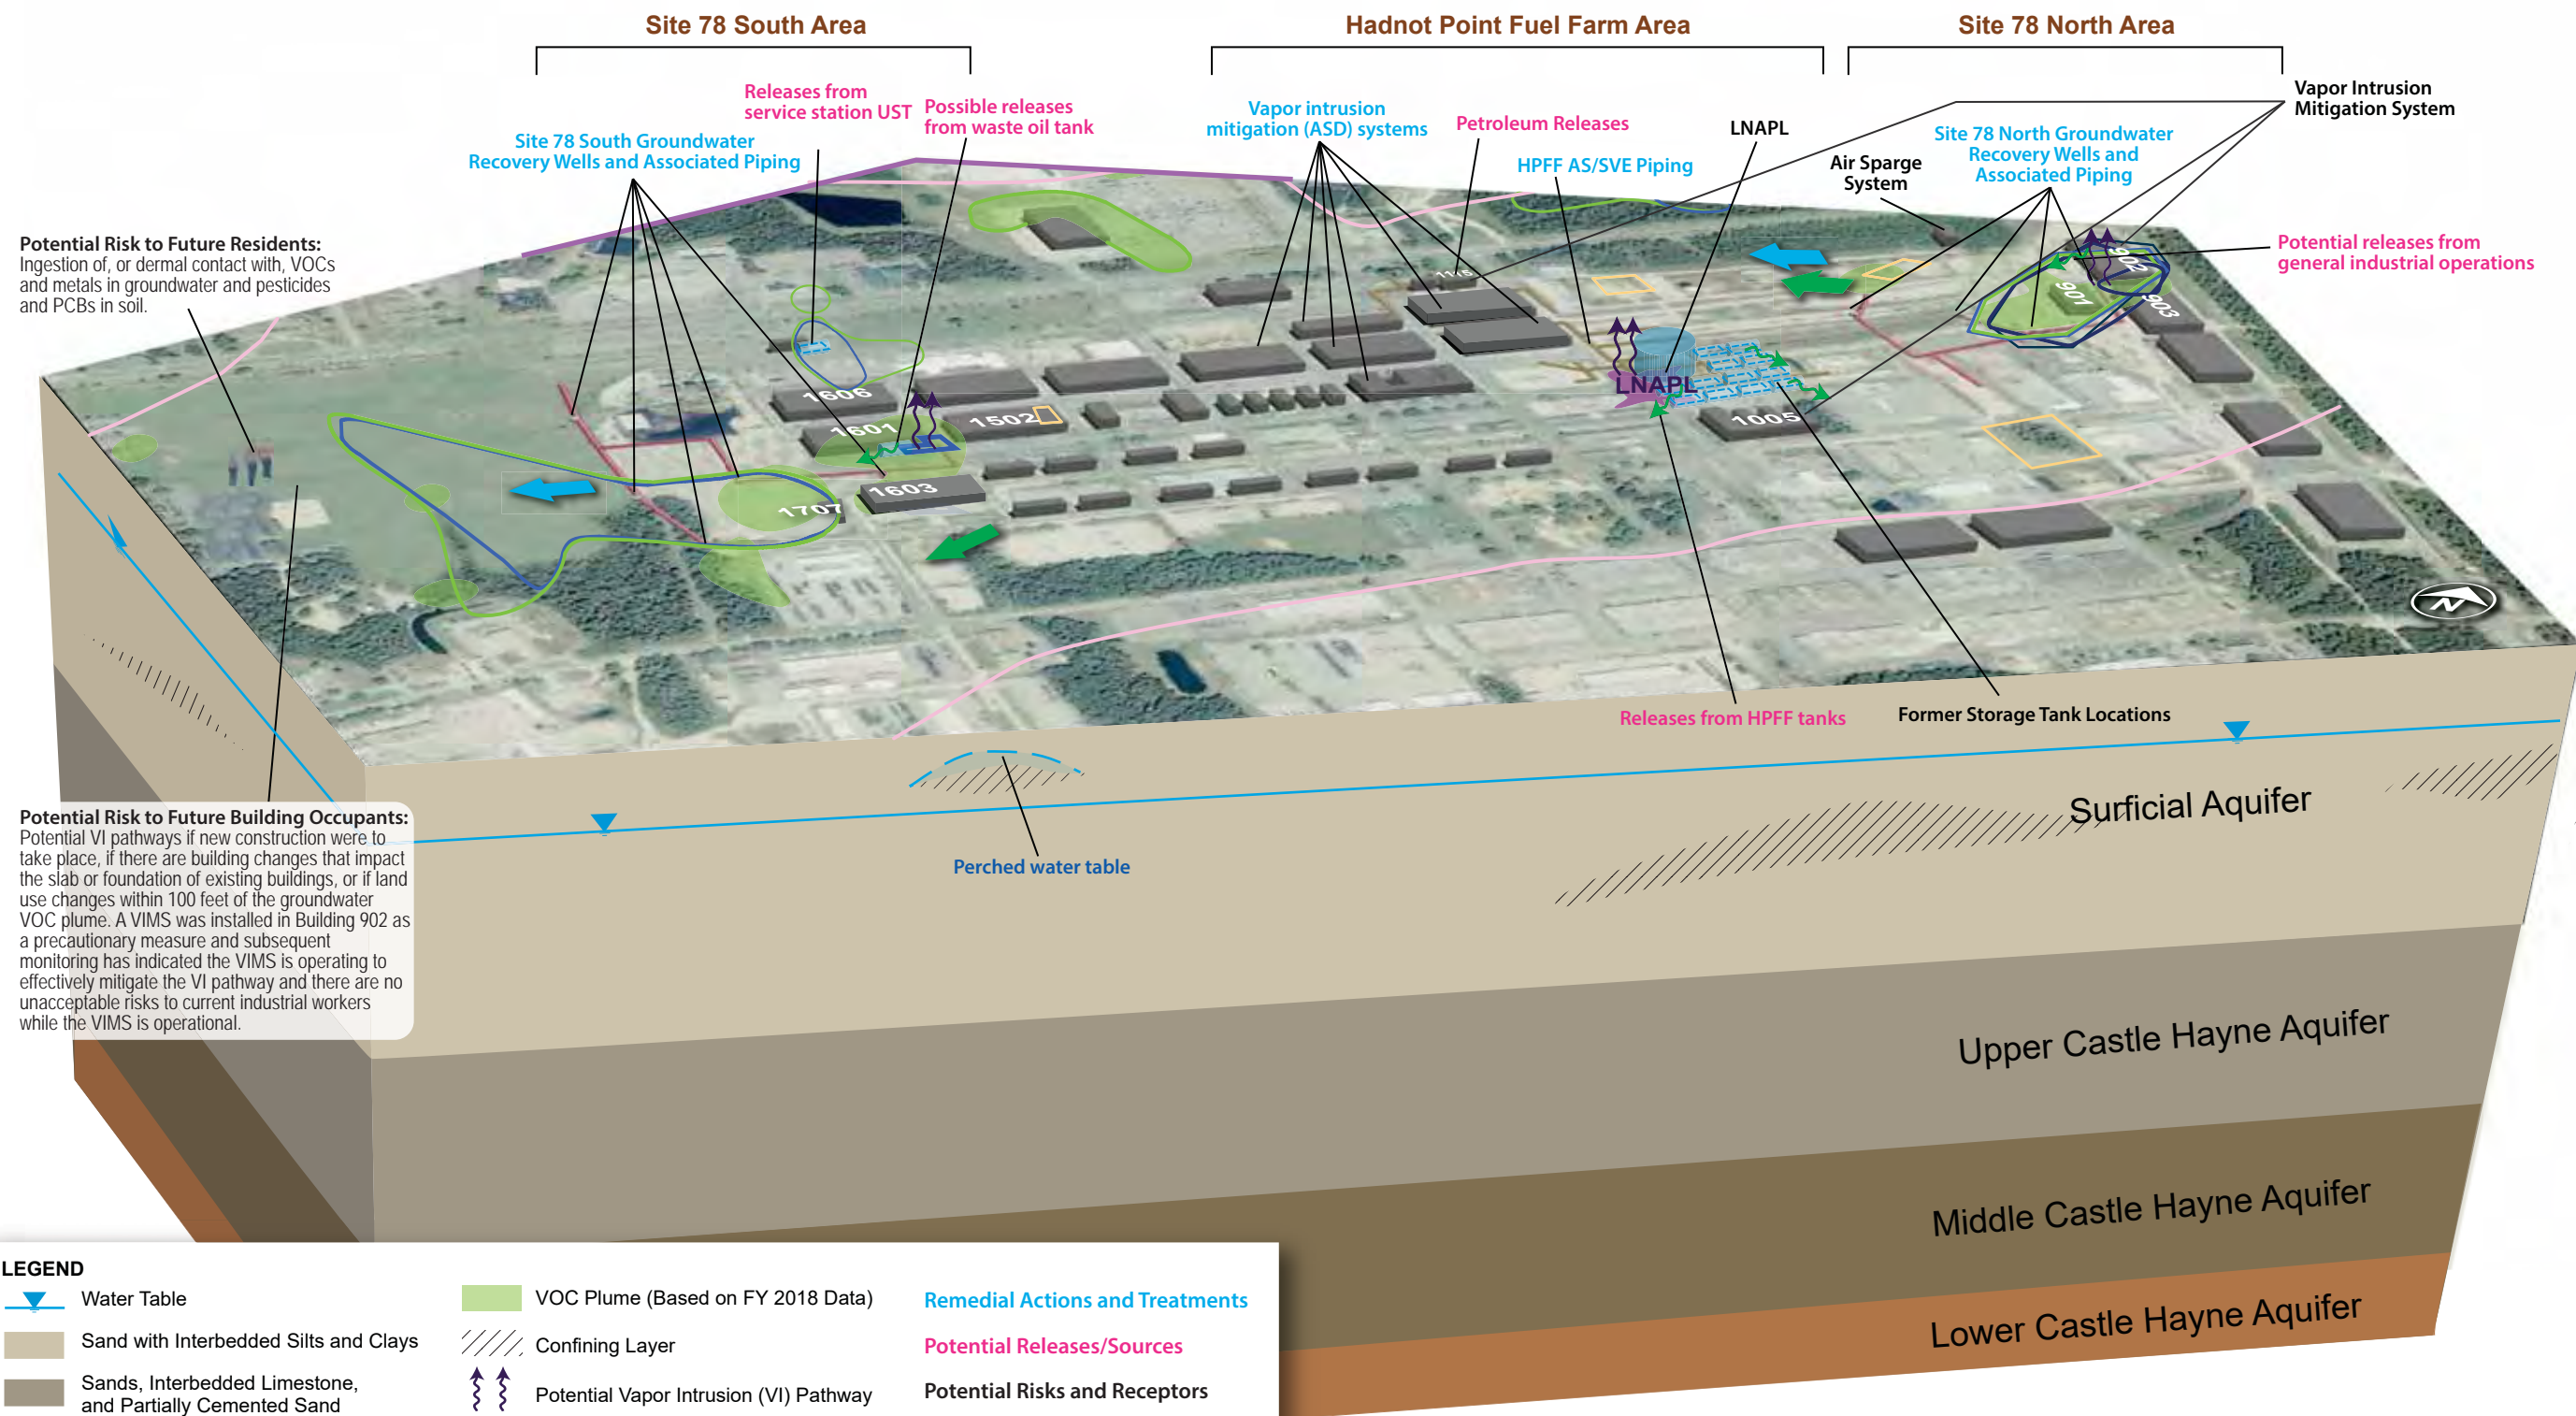 Site 78 South Area
Hadnot Point Fuel Farm Area
Site 78 North Area
Releases from
service station UST
Possible releases
from waste oil tank
Site 78 South Groundwater
Recovery Wells and Associated Piping
Vapor intrusion
mitigation (ASD) systems
Petroleum Releases
HPFF AS/SVE Piping
LNAPL
Air Sparge
System
Site 78 North Groundwater
Recovery Wells and
Associated Piping
Vapor Intrusion
Mitigation System
Potential releases from
general industrial operations
Potential Risk to Future Residents:
Ingestion of, or dermal contact with, VOCs
and metals in groundwater and pesticides
and PCBs in soil.
1115
902
901
903
LNAPL
1606
1601
1502
1005
1603
1707
N
Releases from HPFF tanks
Former Storage Tank Locations
Perched water table
Surficial Aquifer
Upper Castle Hayne Aquifer
Middle Castle Hayne Aquifer
Lower Castle Hayne Aquifer
Potential Risk to Future Building Occupants:
Potential VI pathways if new construction were to
take place, if there are building changes that impact
the slab or foundation of existing buildings, or if land
use changes within 100 feet of the groundwater
VOC plume. A VIMS was installed in Building 902 as
a precautionary measure and subsequent
monitoring has indicated the VIMS is operating to
effectively mitigate the VI pathway and there are no
unacceptable risks to current industrial workers
while the VIMS is operational.
LEGEND
Water Table
Sand with Interbedded Silts and Clays
Sands, Interbedded Limestone,
and Partially Cemented Sand
VOC Plume (Based on FY 2018 Data)
Confining Layer
Potential Vapor Intrusion (VI) Pathway
Remedial Actions and Treatments
Potential Releases/Sources
Potential Risks and Receptors